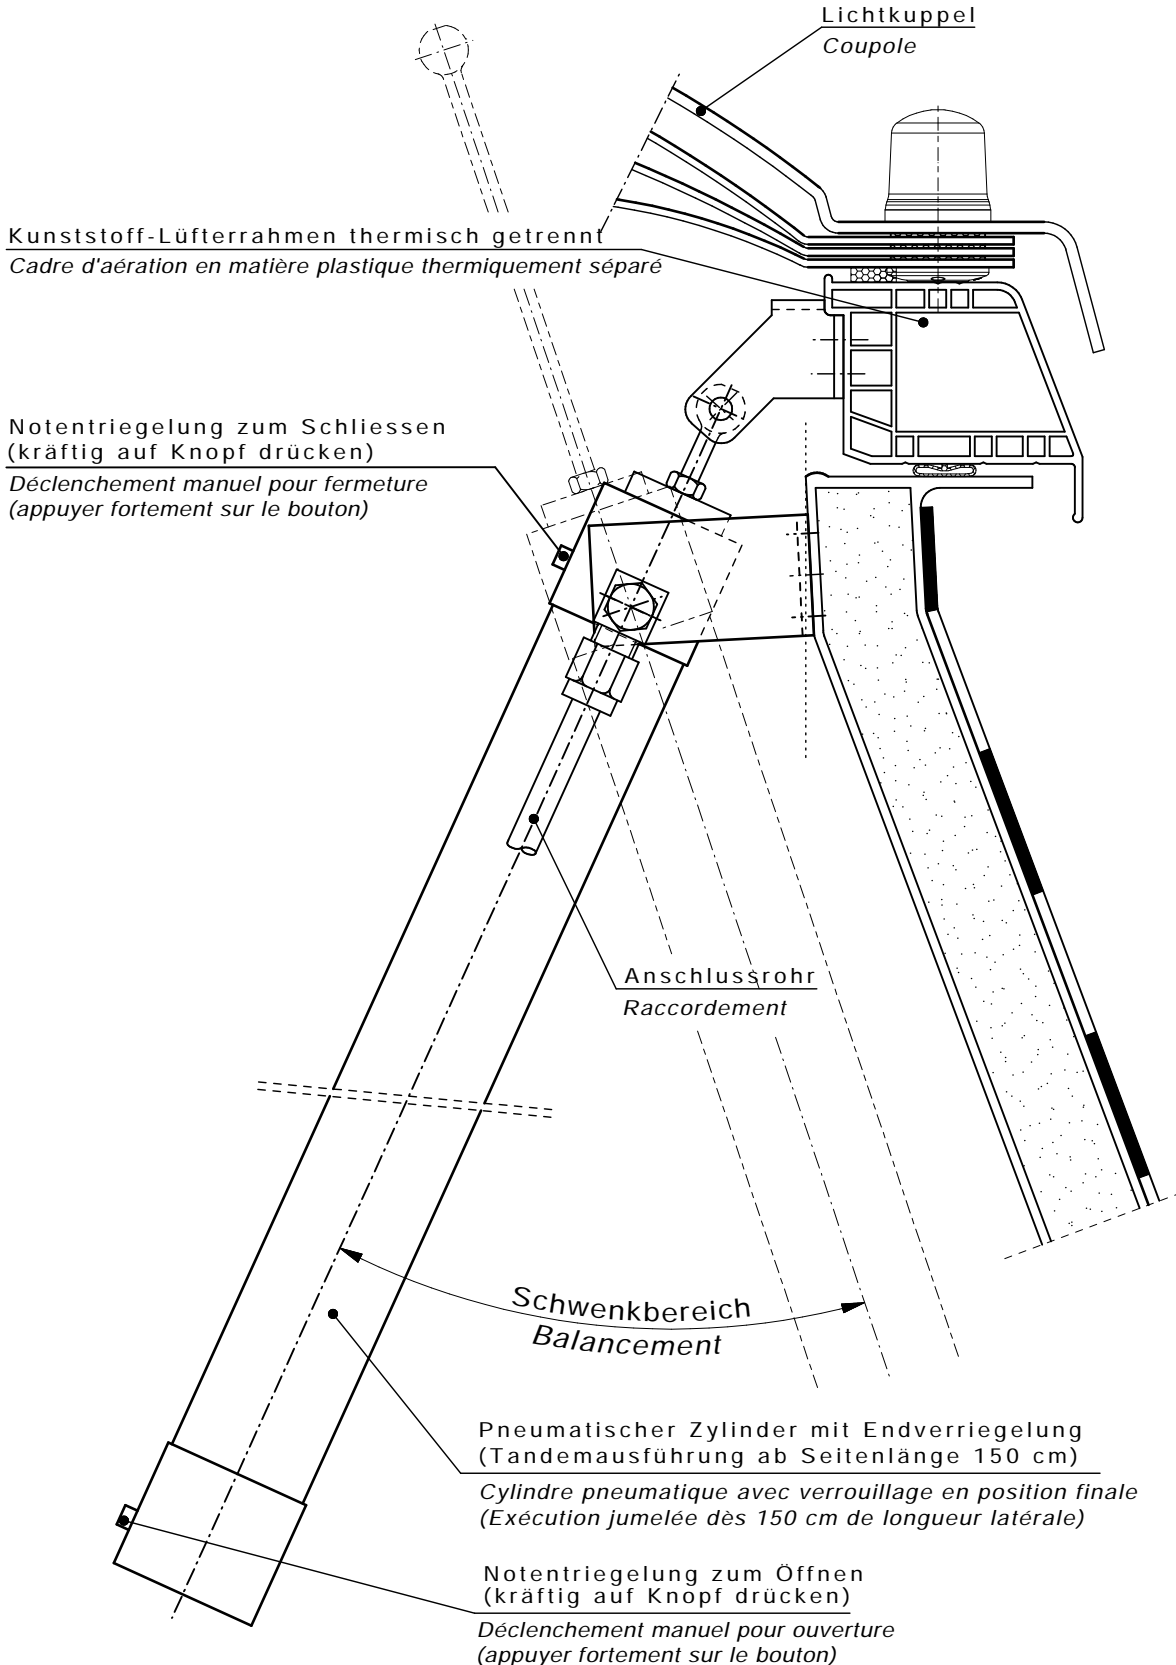 Lichtkuppel
Coupole
Kunststoff-Lüfterrahmen thermisch getrennt
Cadre d'aération en matière plastique thermiquement séparé
Notentriegelung zum Schliessen
(kräftig auf Knopf drücken)
Déclenchement manuel pour fermeture
(appuyer fortement sur le bouton)
Anschlussrohr
Raccordement
Schwenkbereich
Balancement
Pneumatischer Zylinder mit Endverriegelung
(Tandemausführung ab Seitenlänge 150 cm)
Cylindre pneumatique avec verrouillage en position finale
(Exécution jumelée dès 150 cm de longueur latérale)
Notentriegelung zum Öffnen
(kräftig auf Knopf drücken)
Déclenchement manuel pour ouverture
(appuyer fortement sur le bouton)